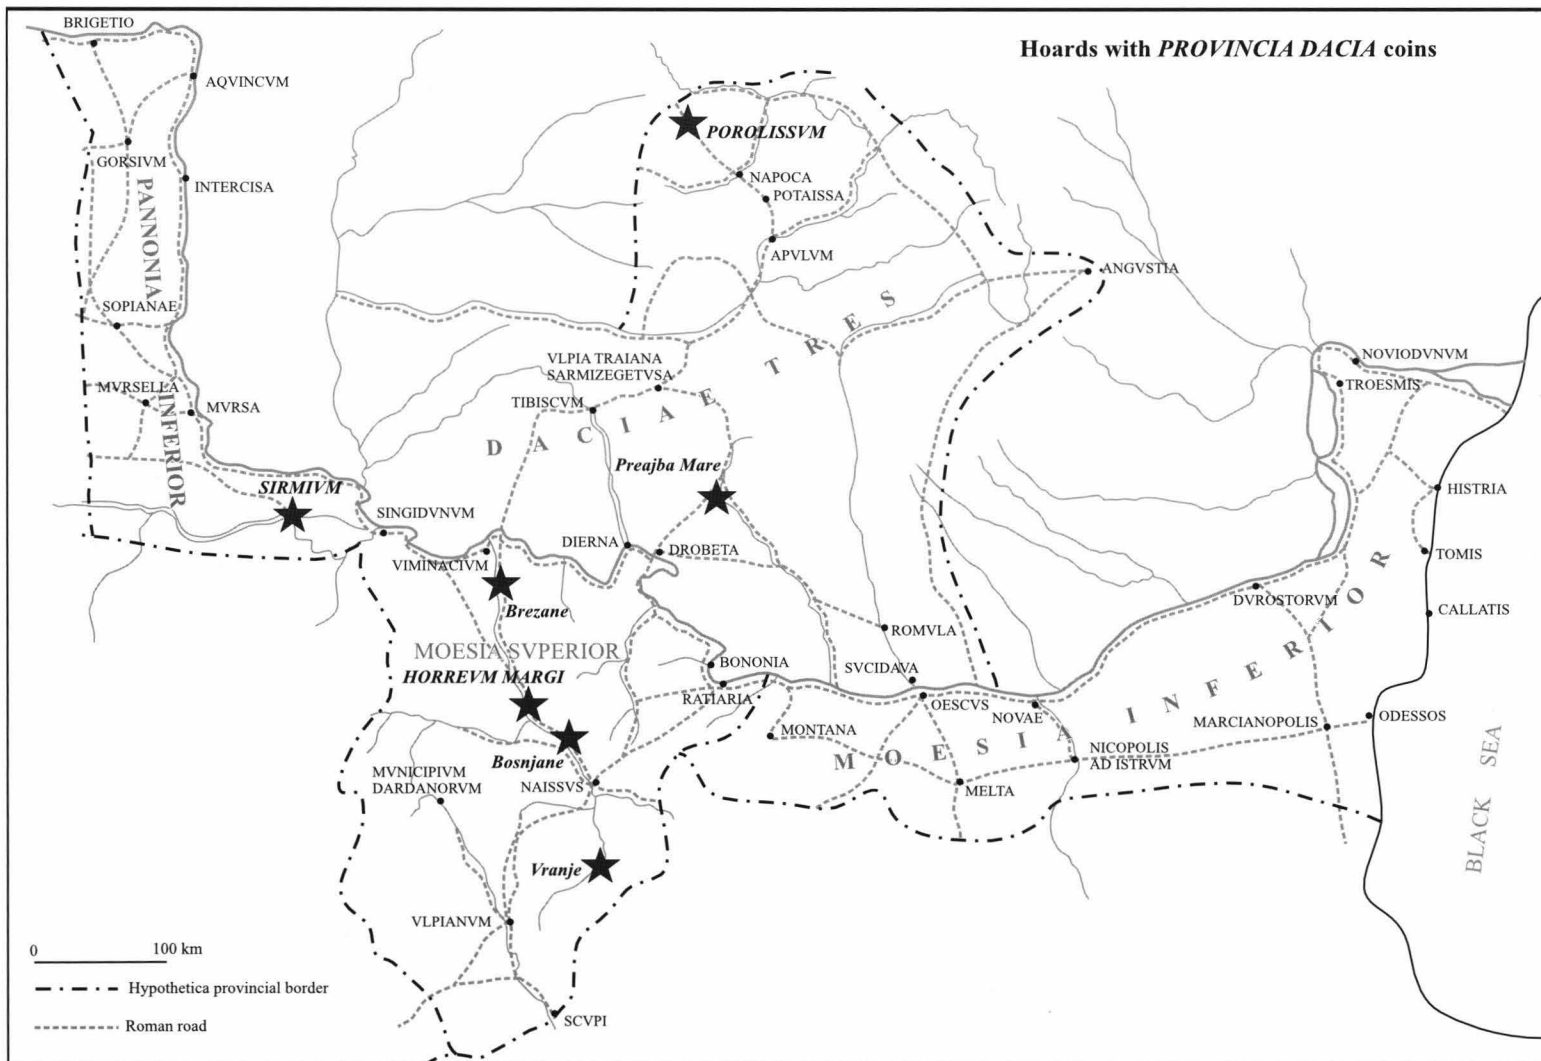 Hoards with PROVINCIA DACIA coins
BRIGETIO
AQVINCVM
GORSIVM
INTERCISA
PANNONIA
INFERIOR
SOPIANAE
MVRSELLA
MVRSA
SIRMIVM
SINGIDVNVM
POROLISSVM
NAPOCA
POTAISSA
APVLVM
ANGVSTIA
VLPIA TRAIANA
SARMIZEGETVSA
TIBISCVM
DACIAE TRES
Preajba Mare
DIERNA
DROBETA
VIMINACIVM
Brezane
MOESIA SVPERIOR
HORREVM MARGI
Bosnjane
MVNICIPIVM
DARDANORVM
NAISSVS
Vranje
VLPIANVM
SCVPI
BONONIA
RATIARIA
ROMVLA
SVCIDAVA
OESCVS
NOVAE
MONTANA
MELTA
NICOPOLIS
AD ISTRVM
MOESIA INFERIOR
NOVIODVNVM
TROESMIS
HISTRIA
TOMIS
CALLATIS
DVROSTORVM
MARCIANOPOLIS
ODESSOS
BLACK SEA
0 100 km
Hypothetica provincial border
Roman road